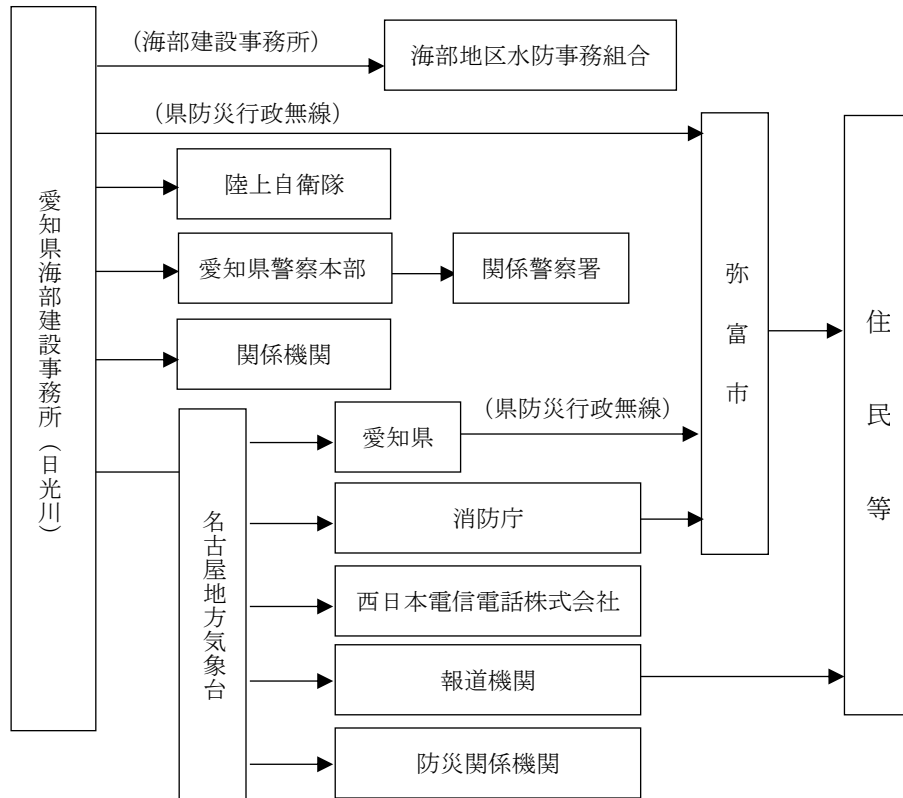 愛知県海部建設事務所(日光川)
(海部建設事務所)
海部地区水防事務組合
(県防災行政無線)
陸上自衛隊
愛知県警察本部
関係警察署
関係機関
名古屋地方気象台
愛知県
(県防災行政無線)
消防庁
西日本電信電話株式会社
報道機関
防災関係機関
弥富市
住民等